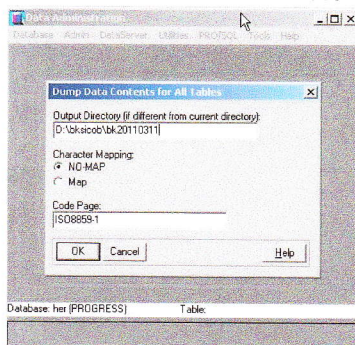 Data Administration
Database Admin DataServer Utilities PRO/SQL Tools Help
Dump Data Contents for All Tables
Output Directory (if different from current directory):
D:\bksicob\bk20110311
Character Mapping:
NO-MAP
Map
Code Page:
ISO8859-1
OK Cancel Help
Database: her (PROGRESS) Table: